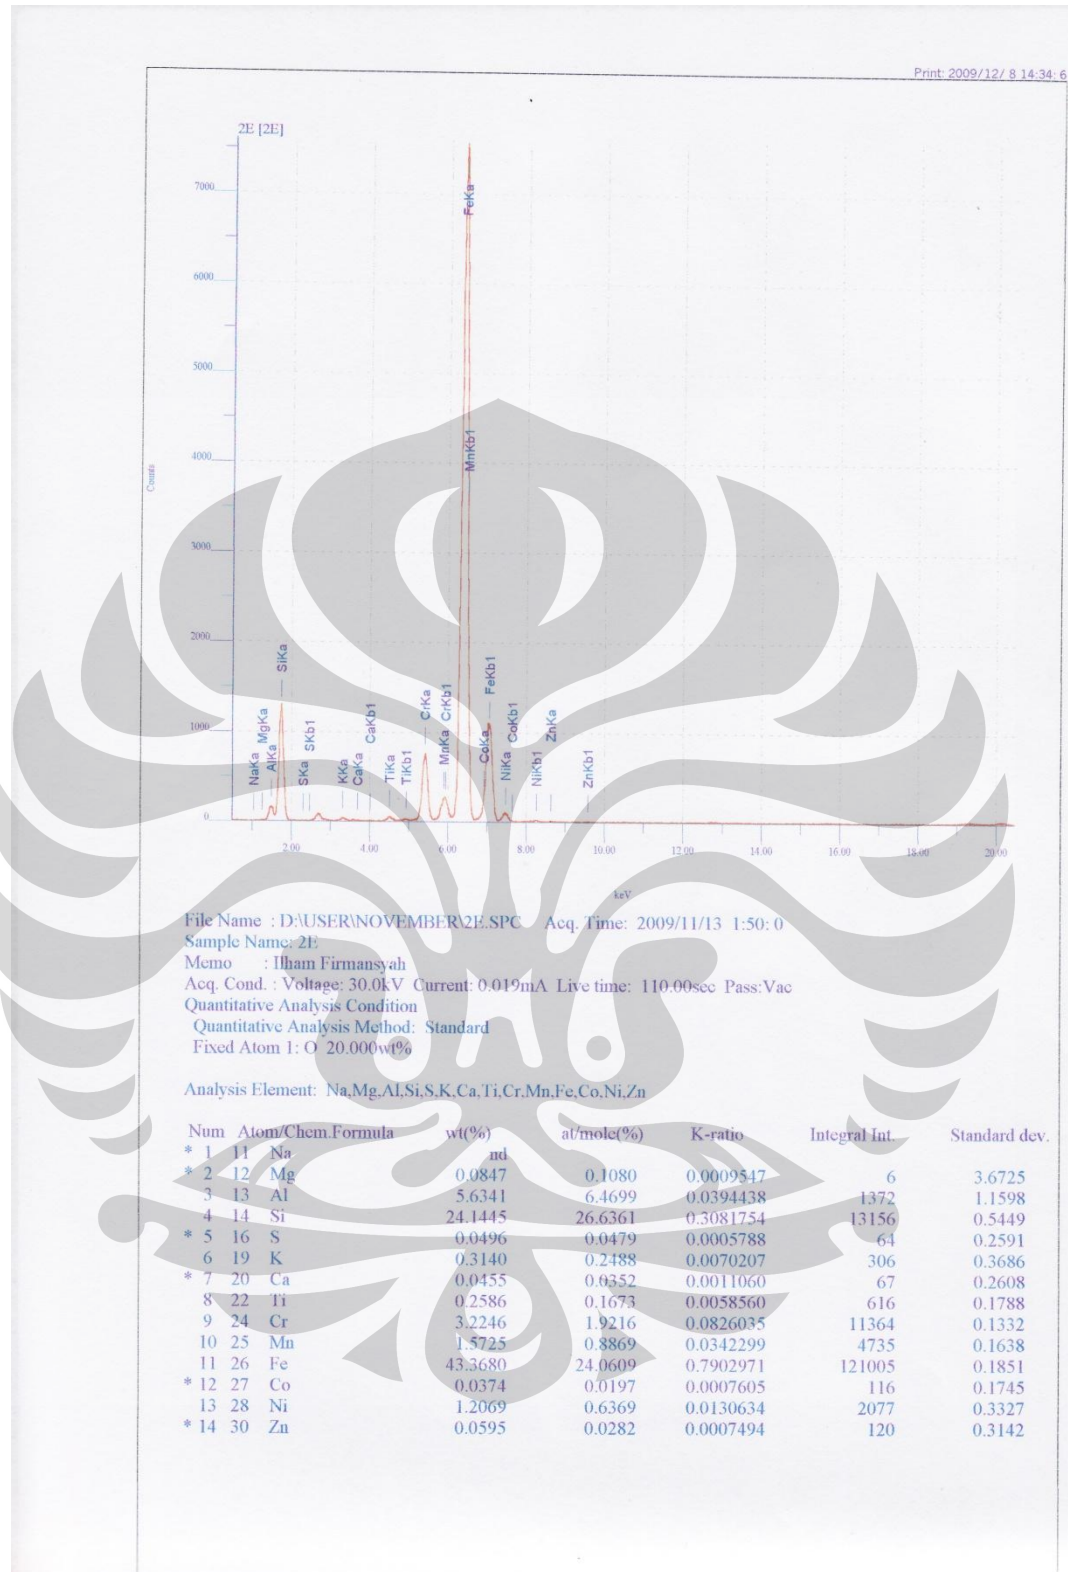 Print: 2009/12/ 8 14:34: 6
2E [2E]
7000
6000
5000
4000
3000
2000
1000
0
Counts
NaKa
MgKa
AlKa
SiKa
SKa
SKb1
KKa
CaKa
CaKb1
TiKa
TiKb1
CrKa
MnKa
CrKb1
FeKa
MnKb1
CoKa
FeKb1
NiKa
CoKb1
NiKb1
ZnKa
ZnKb1
2.00 4.00 6.00 8.00 10.00 12.00 14.00 16.00 18.00 20.00
keV
File Name : D:\USER\NOVEMBER\2E.SPC Acq. Time: 2009/11/13 1:50: 0
Sample Name: 2E
Memo : Ilham Firmansyah
Acq. Cond. : Voltage: 30.0kV Current: 0.019mA Live time: 110.00sec Pass:Vac
Quantitative Analysis Condition
Quantitative Analysis Method: Standard
Fixed Atom 1: O 20.000wt%
Analysis Element: Na,Mg,Al,Si,S,K,Ca,Ti,Cr,Mn,Fe,Co,Ni,Zn
Num Atom/Chem.Formula wt(%) at/mole(%) K-ratio Integral Int. Standard dev.
* 1 11 Na nd
* 2 12 Mg 0.0847 0.1080 0.0009547 6 3.6725
3 13 Al 5.6341 6.4699 0.0394438 1372 1.1598
4 14 Si 24.1445 26.6361 0.3081754 13156 0.5449
* 5 16 S 0.0496 0.0479 0.0005788 64 0.2591
6 19 K 0.3140 0.2488 0.0070207 306 0.3686
* 7 20 Ca 0.0455 0.0352 0.0011060 67 0.2608
8 22 Ti 0.2586 0.1673 0.0058560 616 0.1788
9 24 Cr 3.2246 1.9216 0.0826035 11364 0.1332
10 25 Mn 1.5725 0.8869 0.0342299 4735 0.1638
11 26 Fe 43.3680 24.0609 0.7902971 121005 0.1851
* 12 27 Co 0.0374 0.0197 0.0007605 116 0.1745
13 28 Ni 1.2069 0.6369 0.0130634 2077 0.3327
* 14 30 Zn 0.0595 0.0282 0.0007494 120 0.3142